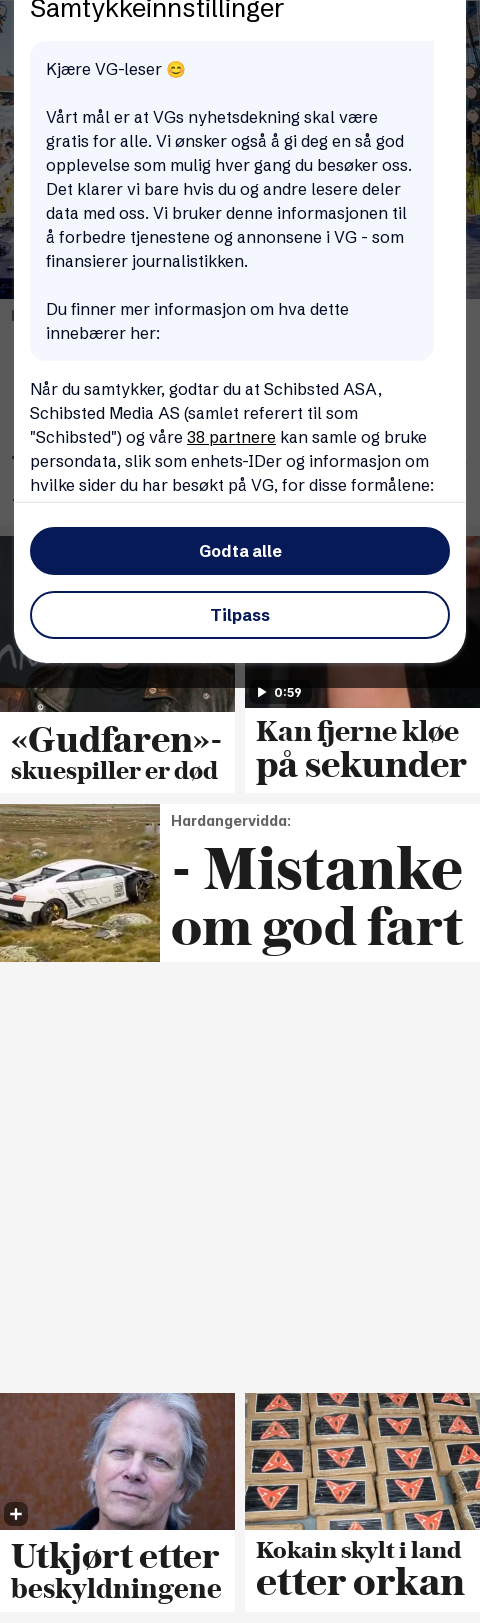 Samtykkeinnstillinger
Kjære VG-leser 😊
Vårt mål er at VGs nyhetsdekning skal være
gratis for alle. Vi ønsker også å gi deg en så god
opplevelse som mulig hver gang du besøker oss.
Det klarer vi bare hvis du og andre lesere deler
data med oss. Vi bruker denne informasjonen til
å forbedre tjenestene og annonsene i VG - som
finansierer journalistikken.
Du finner mer informasjon om hva dette
innebærer her:
Når du samtykker, godtar du at Schibsted ASA,
Schibsted Media AS (samlet referert til som
"Schibsted") og våre 38 partnere kan samle og bruke
persondata, slik som enhets-IDer og informasjon om
hvilke sider du har besøkt på VG, for disse formålene:
Godta alle
Tilpass
«Gudfaren»-
skuespiller er død
0:59
Kan fjerne kløe
på sekunder
Hardangervidda:
- Mistanke
om god fart
Utkjørt etter
beskyldningene
Kokain skylt i land
etter orkan